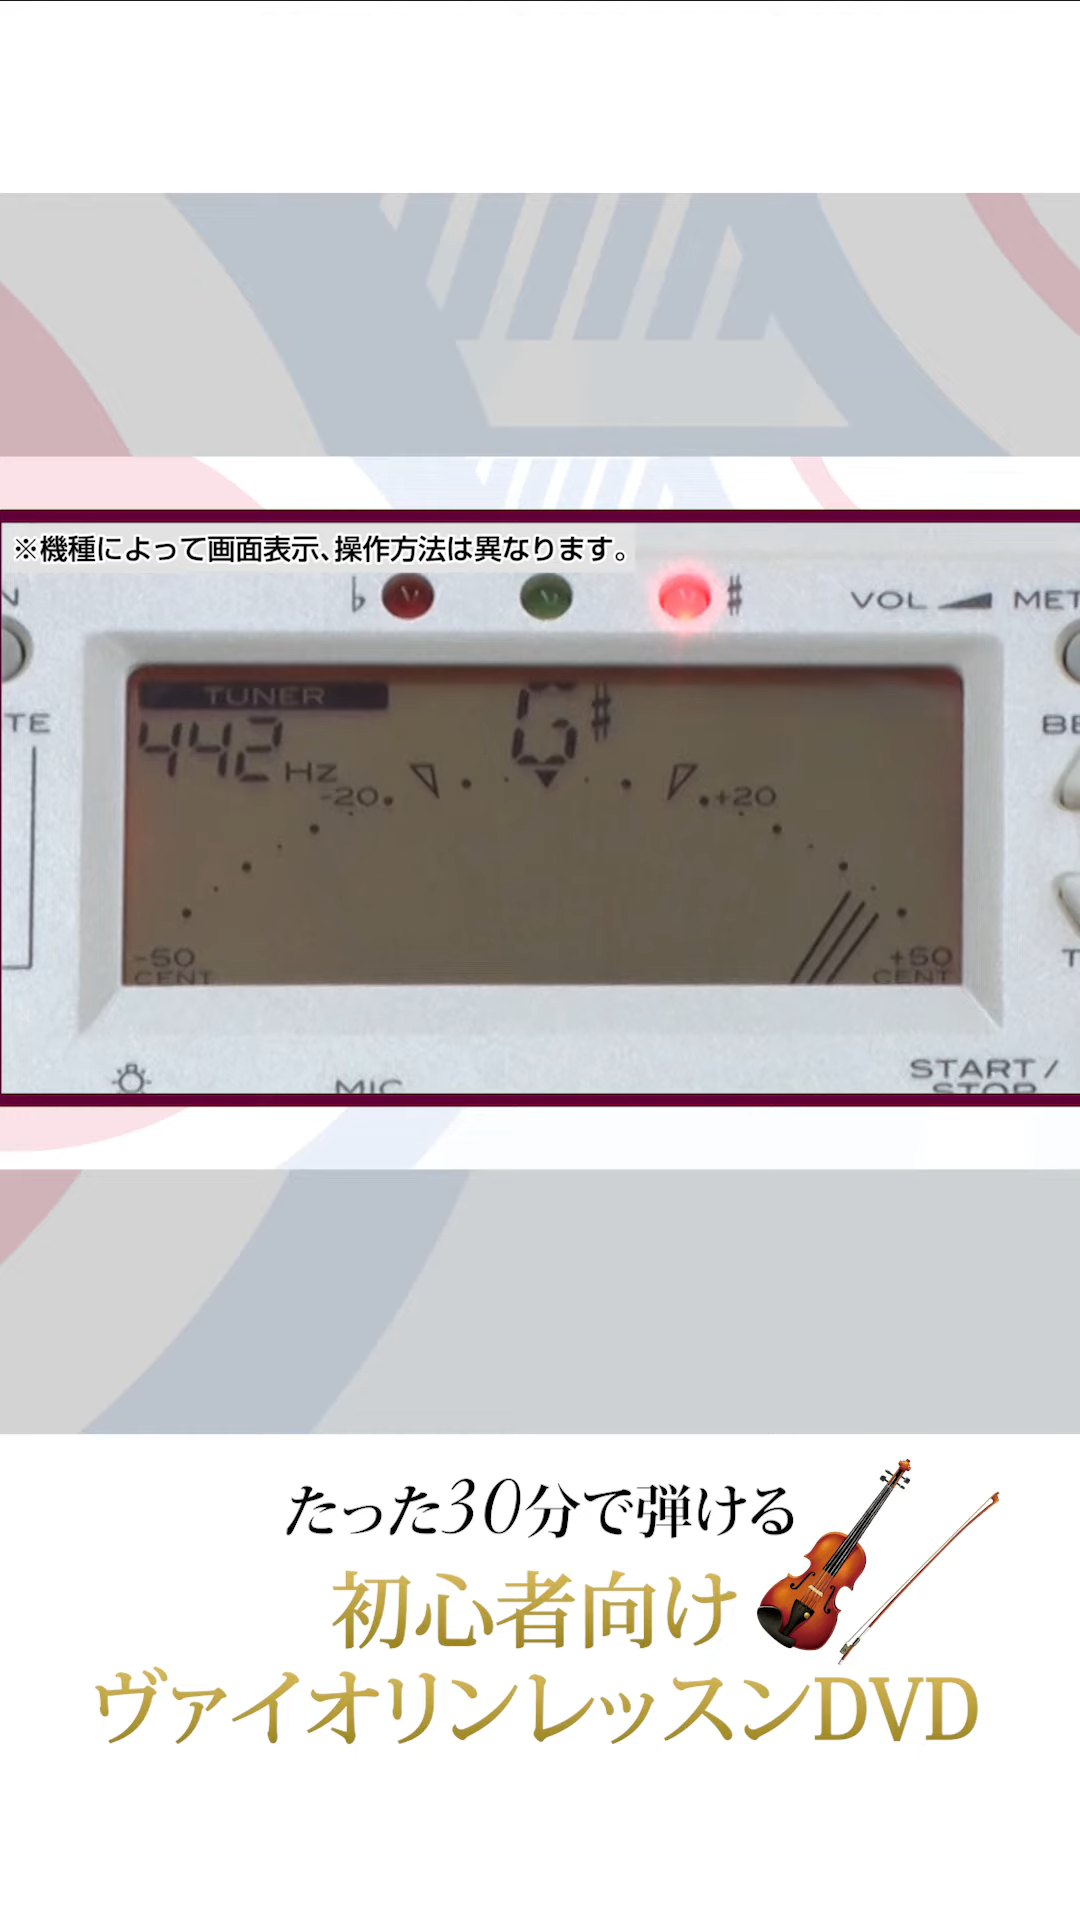 ※機種によって画面表示、操作方法は異なります。
♭ ♯ VOL
TUNER
G♯
442 Hz
-20 +20
-50 +50
CENT CENT
MIC
START /
STOP
たった30分で弾ける
初心者向け
ヴァイオリンレッスンDVD